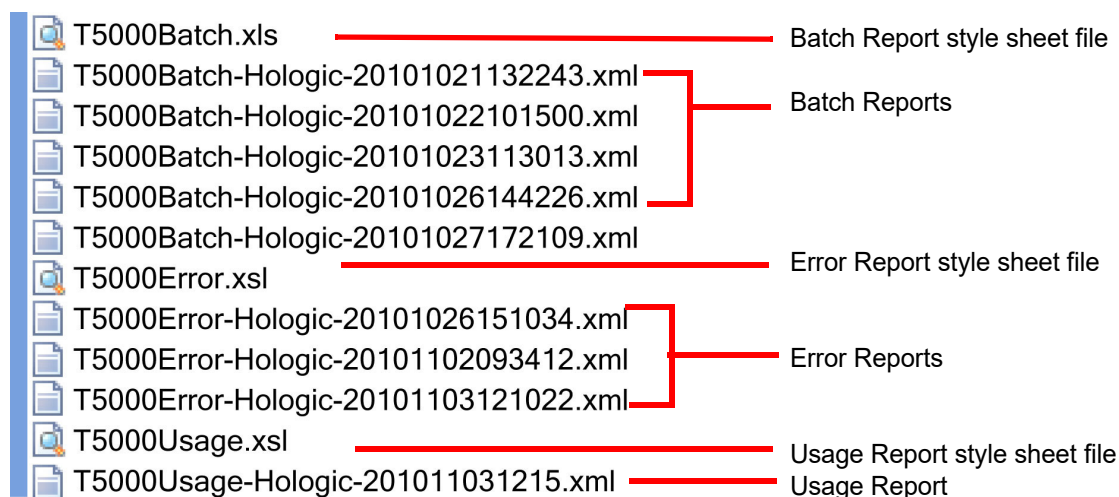 T5000Batch.xls Batch Report style sheet file
T5000Batch-Hologic-20101021132243.xml
Batch Reports
T5000Batch-Hologic-20101022101500.xml
T5000Batch-Hologic-20101023113013.xml
T5000Batch-Hologic-20101026144226.xml
T5000Batch-Hologic-20101027172109.xml
Error Report style sheet file
T5000Error.xsl
T5000Error-Hologic-20101026151034.xml
T5000Error-Hologic-20101102093412.xml Error Reports
T5000Error-Hologic-20101103121022.xml
T5000Usage.xsl Usage Report style sheet file
T5000Usage-Hologic-201011031215.xml Usage Report